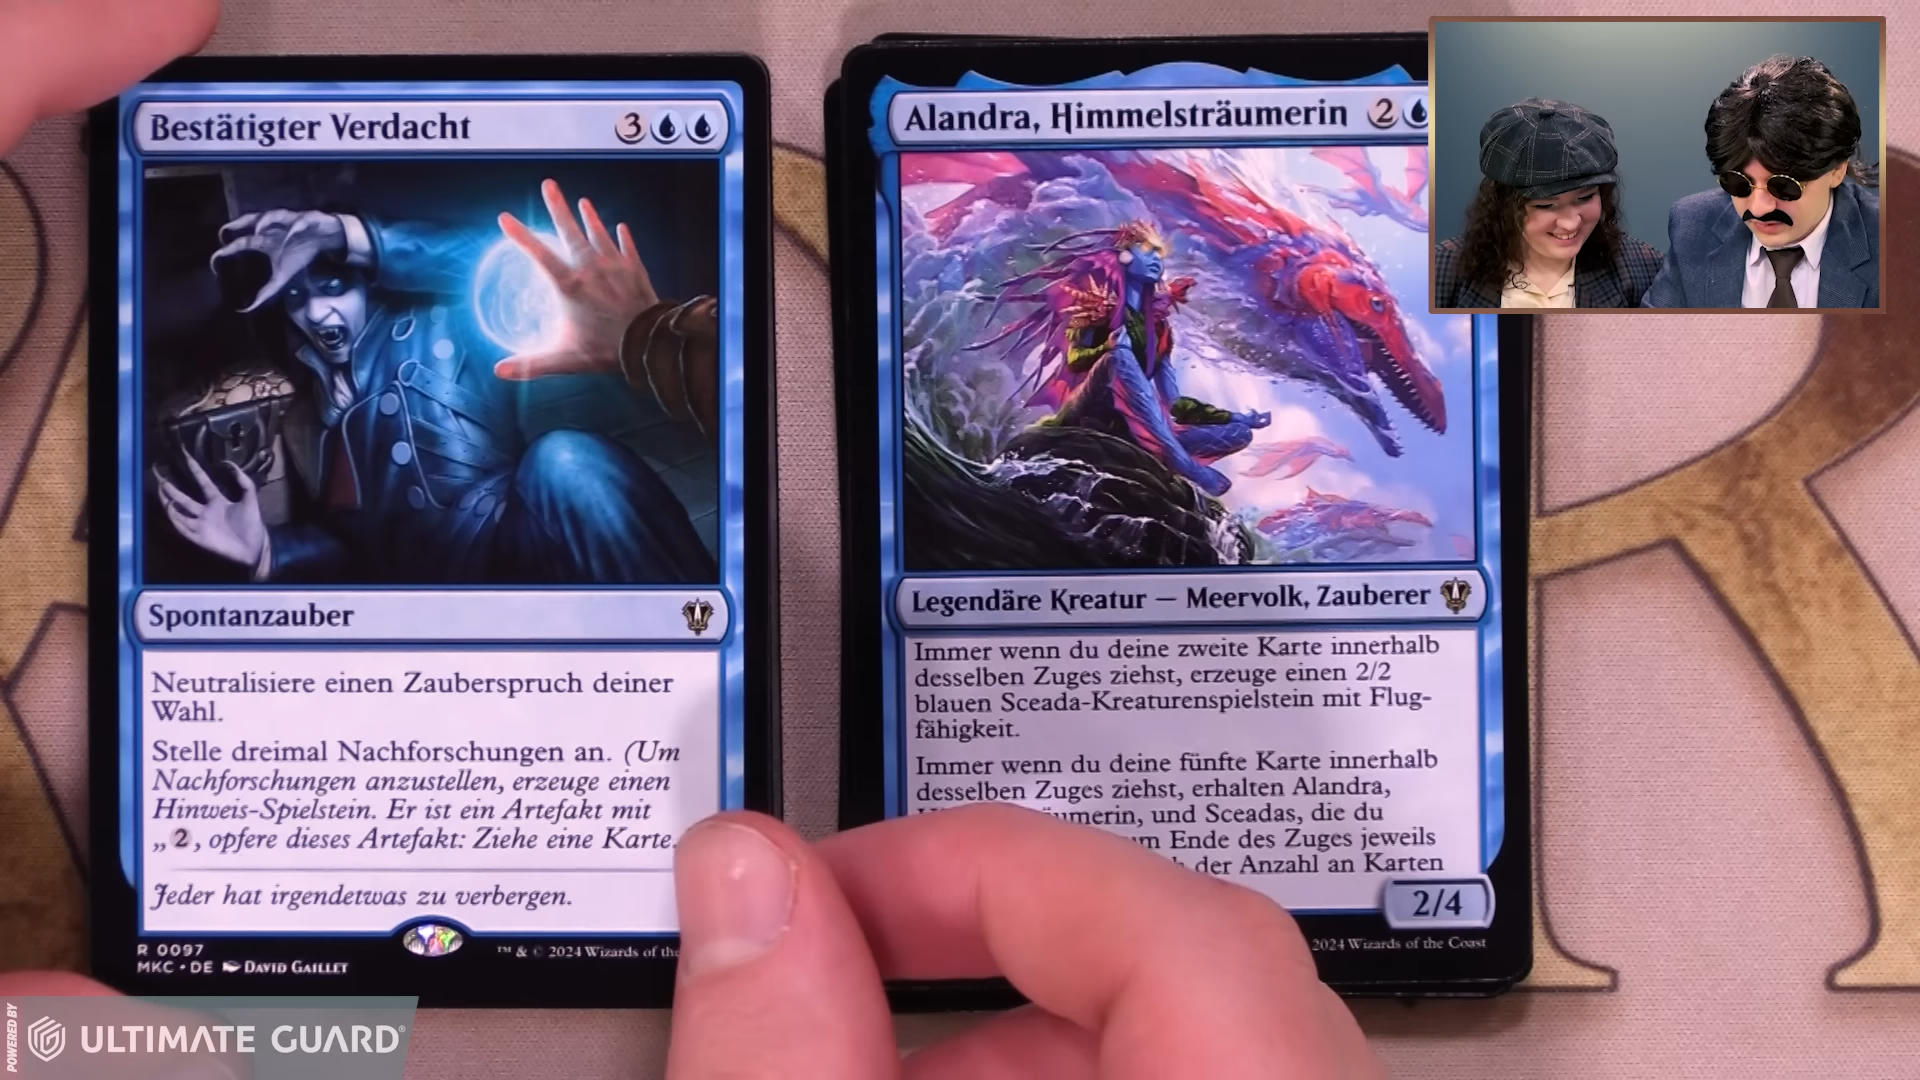 Bestätigter Verdacht 3
Spontanzauber
Neutralisiere einen Zauberspruch deiner
Wahl.
Stelle dreimal Nachforschungen an. (Um
Nachforschungen anzustellen, erzeuge einen
Hinweis-Spielstein. Er ist ein Artefakt mit
„2, opfere dieses Artefakt: Ziehe eine Karte.
Jeder hat irgendetwas zu verbergen.
R 0097
MKC • DE DAVID GAILLET
™ & © 2024 Wizards of the
Alandra, Himmelsträumerin 2
Legendäre Kreatur — Meervolk, Zauberer
Immer wenn du deine zweite Karte innerhalb
desselben Zuges ziehst, erzeuge einen 2/2
blauen Sceada-Kreaturenspielstein mit Flug-
fähigkeit.
Immer wenn du deine fünfte Karte innerhalb
desselben Zuges ziehst, erhalten Alandra,
und Sceadas, die du
Ende des Zuges jeweils
der Anzahl an Karten
2/4
2024 Wizards of the Coast
POWERED BY
ULTIMATE GUARD®